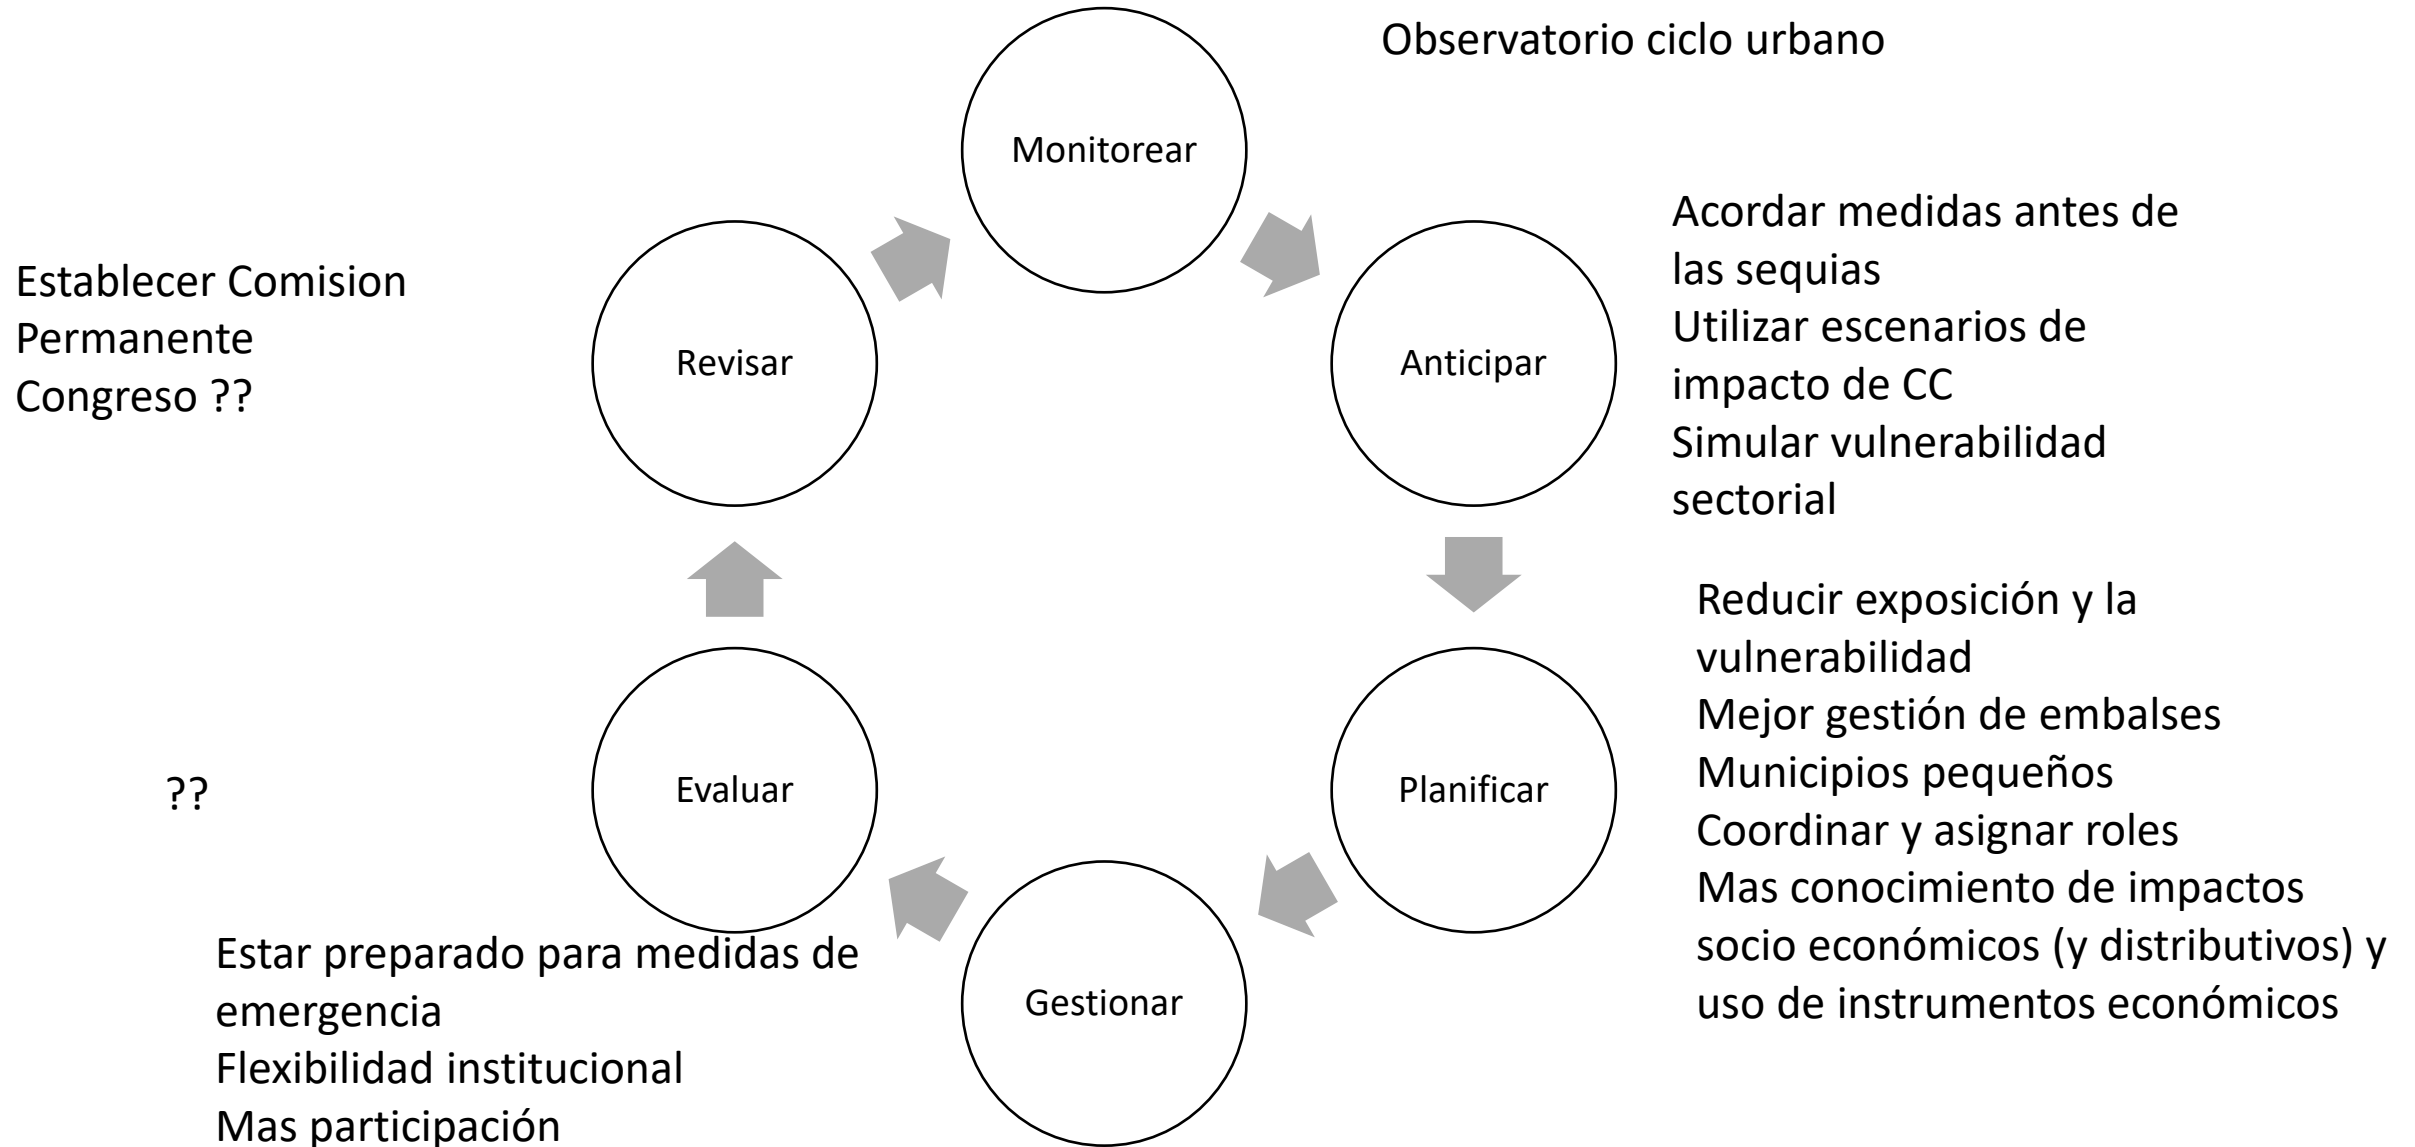 Observatorio ciclo urbano
Monitorear
Acordar medidas antes de
las sequias
Utilizar escenarios de
impacto de CC
Simular vulnerabilidad
sectorial
Anticipar
Establecer Comision
Permanente
Congreso ??
Revisar
Reducir exposición y la
vulnerabilidad
Mejor gestión de embalses
Municipios pequeños
Coordinar y asignar roles
Mas conocimiento de impactos
socio económicos (y distributivos) y
uso de instrumentos económicos
Planificar
??
Evaluar
Estar preparado para medidas de
emergencia
Flexibilidad institucional
Mas participación
Gestionar